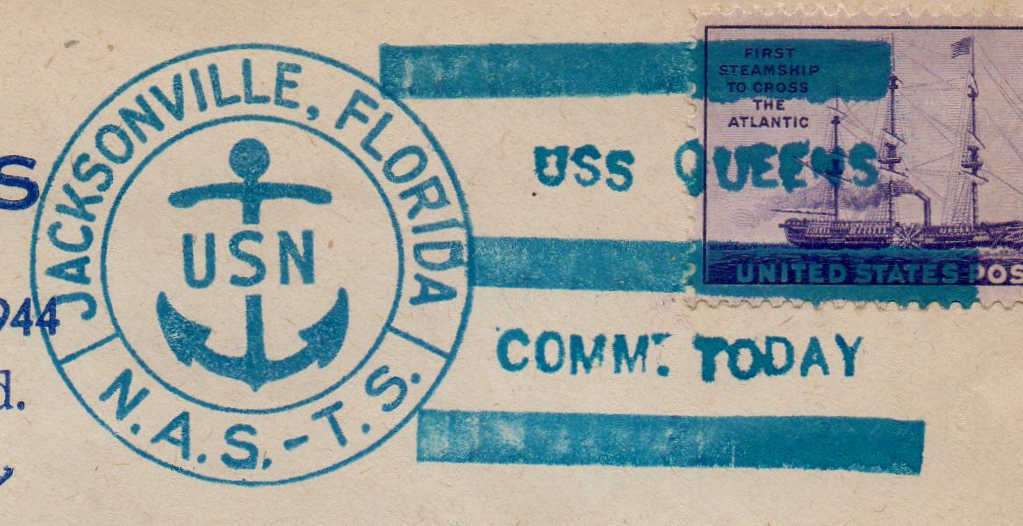 S
944
d.
JACKSONVILLE, FLORIDA
USN
N.A.S.-T.S.
USS QUEENS
COMM. TODAY
FIRST
STEAMSHIP
TO CROSS
THE
ATLANTIC
UNITED STATES POS